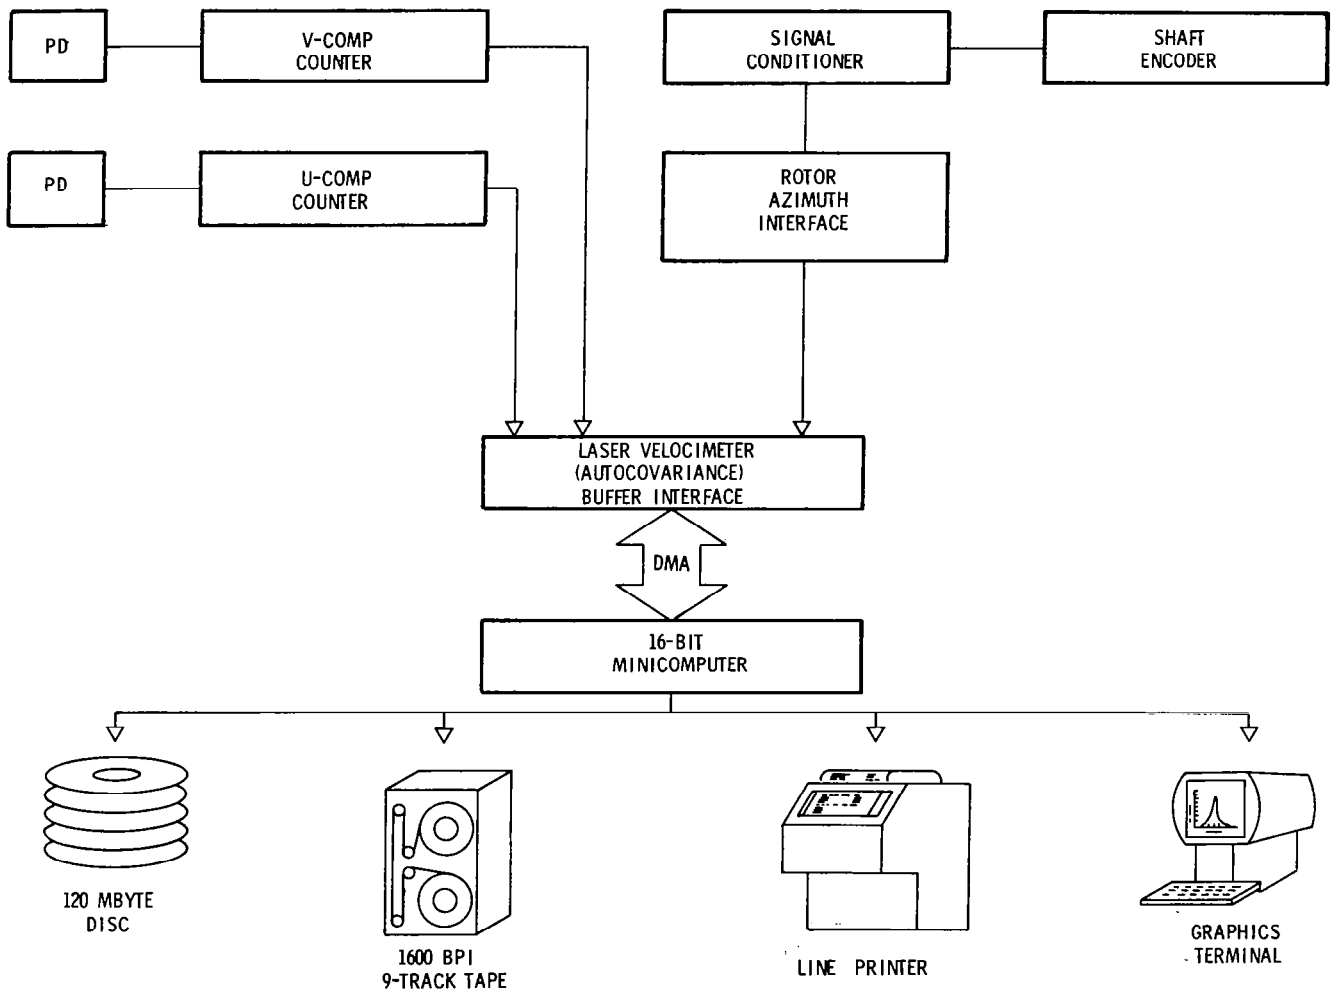 PD
V-COMP
COUNTER
SIGNAL
CONDITIONER
SHAFT
ENCODER
PD
U-COMP
COUNTER
ROTOR
AZIMUTH
INTERFACE
LASER VELOCIMETER
(AUTOCOVARIANCE)
BUFFER INTERFACE
DMA
16-BIT
MINICOMPUTER
120 MBYTE
DISC
1600 BPI
9-TRACK TAPE
LINE PRINTER
GRAPHICS
TERMINAL